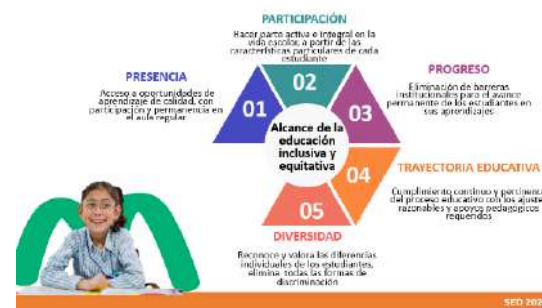 PARTICIPACIÓN
Hacer parte activa e integral en la
vida escolar, a partir de las
características particulares de cada
estudiante
PRESENCIA
Acceso a oportunidades de
aprendizaje de calidad, con
participación y permanencia en
el aula regular
01
02
03
PROGRESO
Eliminación de barreras
institucionales para el avance
permanente de los estudiantes en
sus aprendizajes
Alcance de la
educación
inclusiva y
equitativa
04
TRAYECTORIA EDUCATIVA
Cumplimiento continuo y pertinente
del proceso educativo con los ajustes
razonables y apoyos pedagógicos
requeridos
05
DIVERSIDAD
Reconoce y valora las diferencias
individuales de los estudiantes,
elimina todas las formas de
discriminación
SED